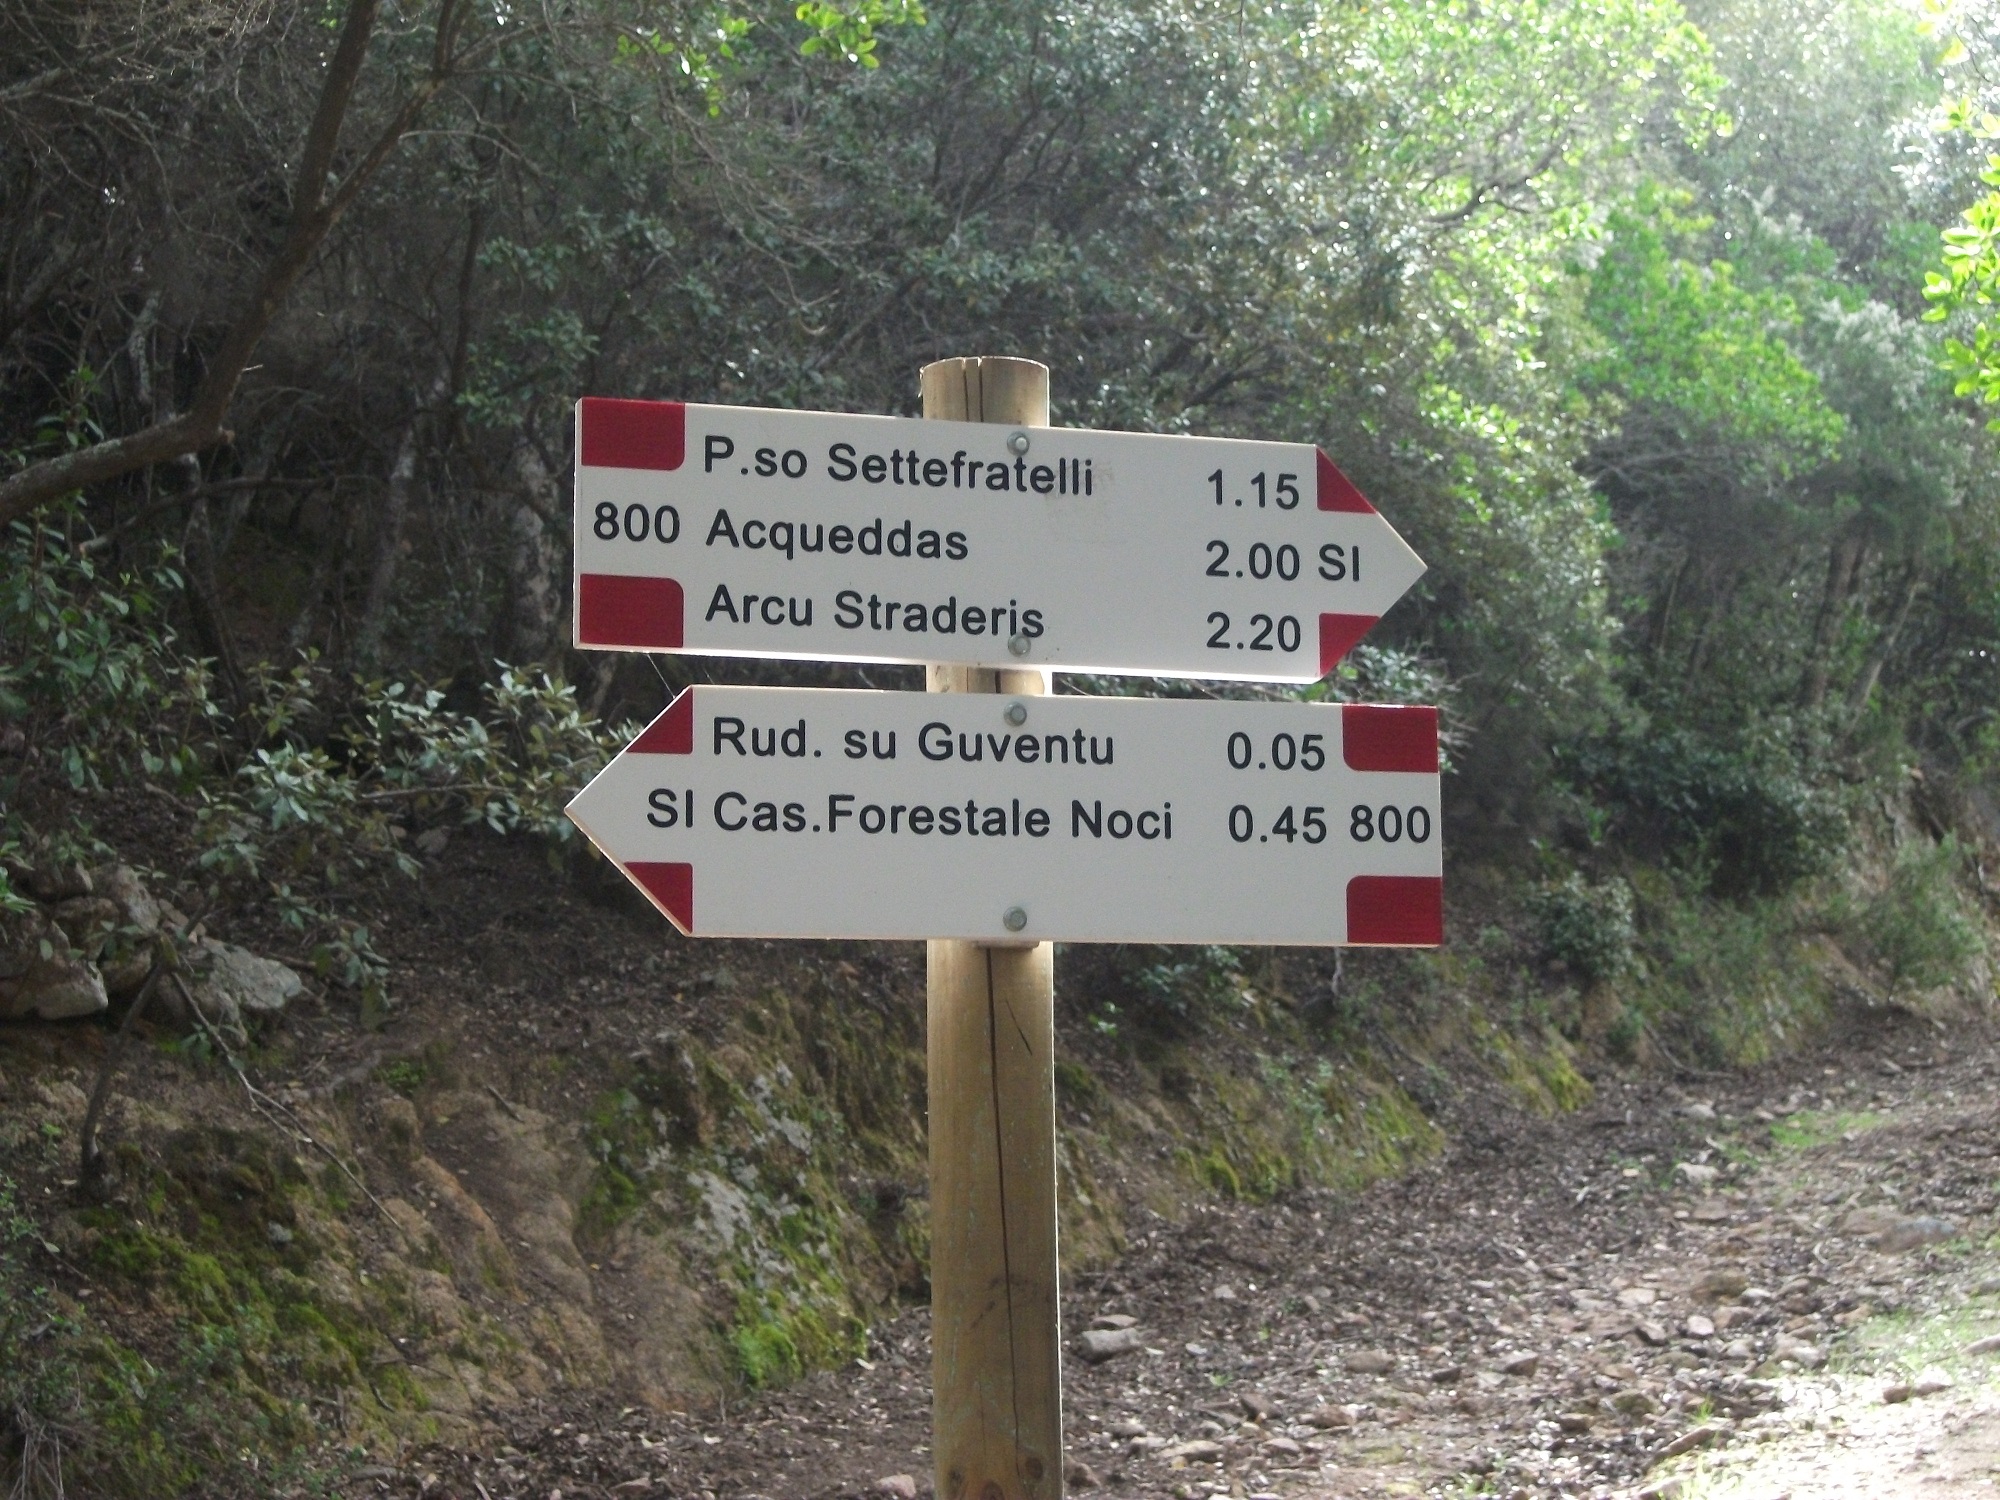 P.so Settefratelli 1.15
800 Acqueddas 2.00 SI
Arcu Straderis 2.20
Rud. su Guventu 0.05
SI Cas.Forestale Noci 0.45 800